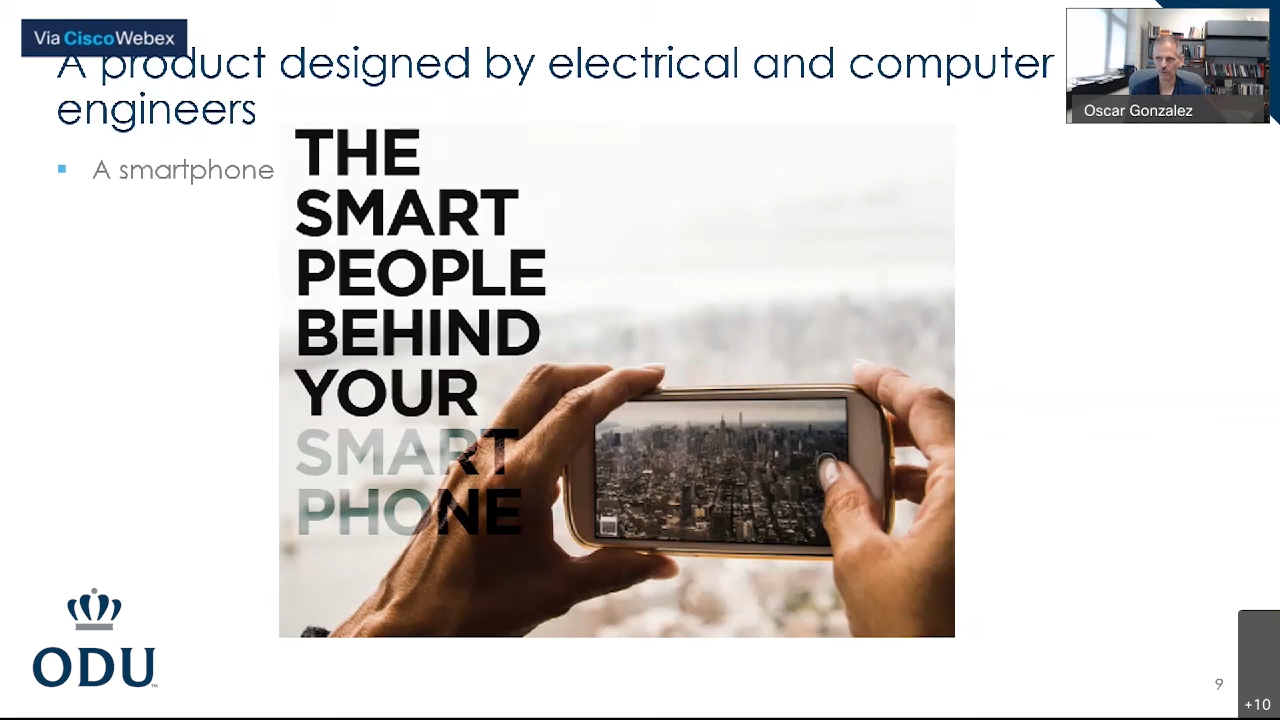 Via CiscoWebex
A product designed by electrical and computer
engineers
Oscar Gonzalez
▪ A smartphone
THE
SMART
PEOPLE
BEHIND
YOUR
SMART
PHONE
ODU
9
+10